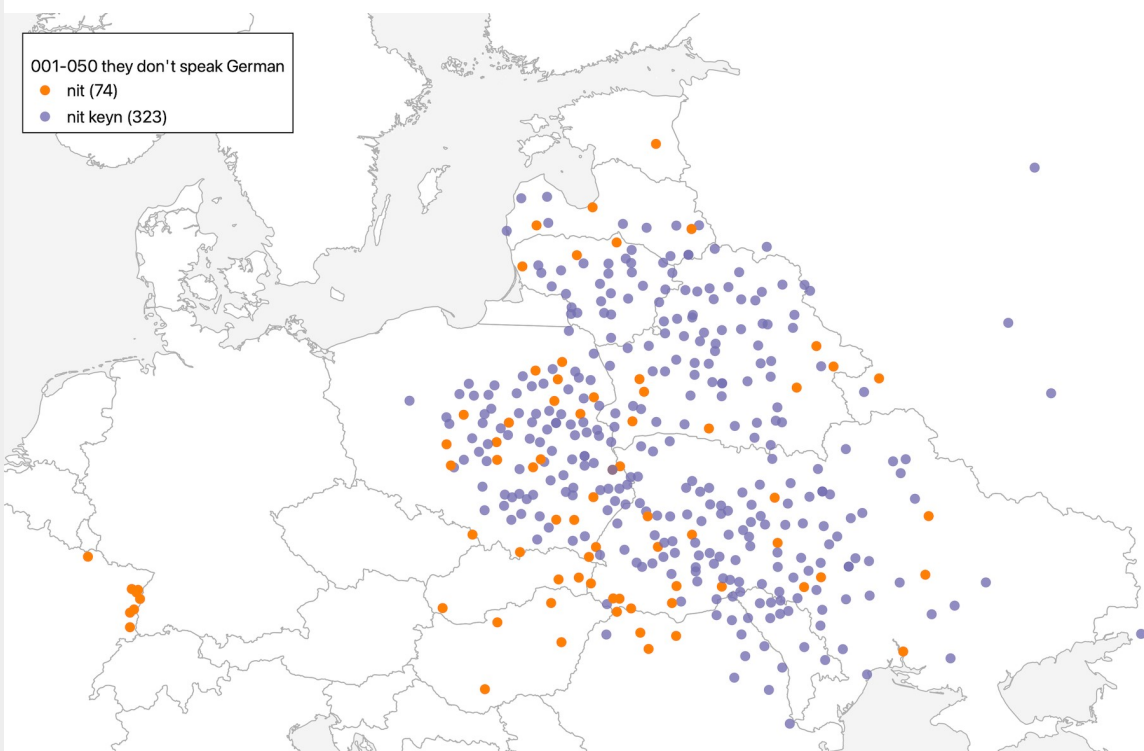 001-050 they don't speak German
nit (74)
nit keyn (323)